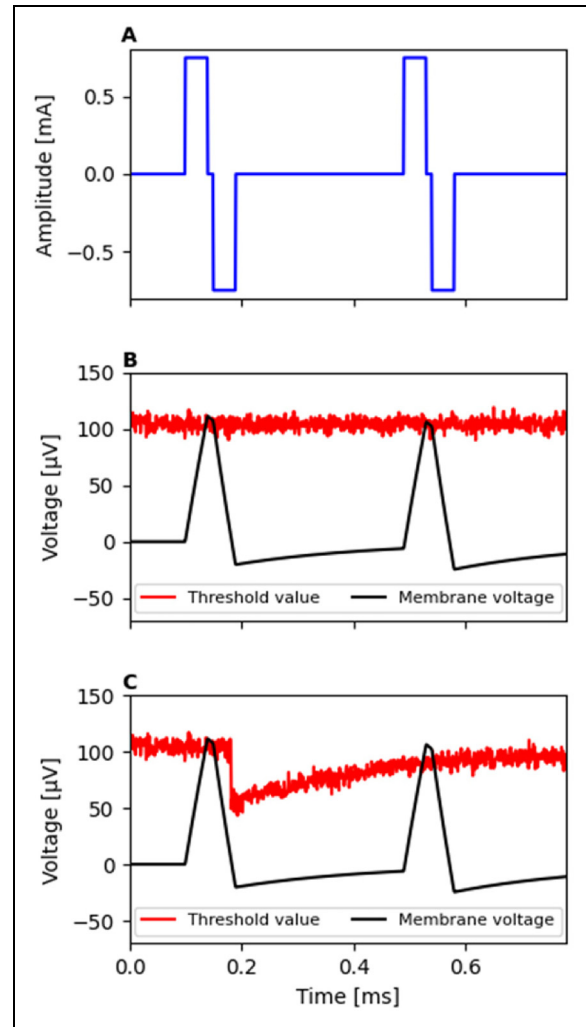 A
0.5
0.0
−0.5
Amplitude [mA]
B
150
100
50
0
−50
Voltage [µV]
Threshold value Membrane voltage
C
150
100
50
0
−50
Voltage [µV]
Threshold value Membrane voltage
0.0 0.2 0.4 0.6
Time [ms]